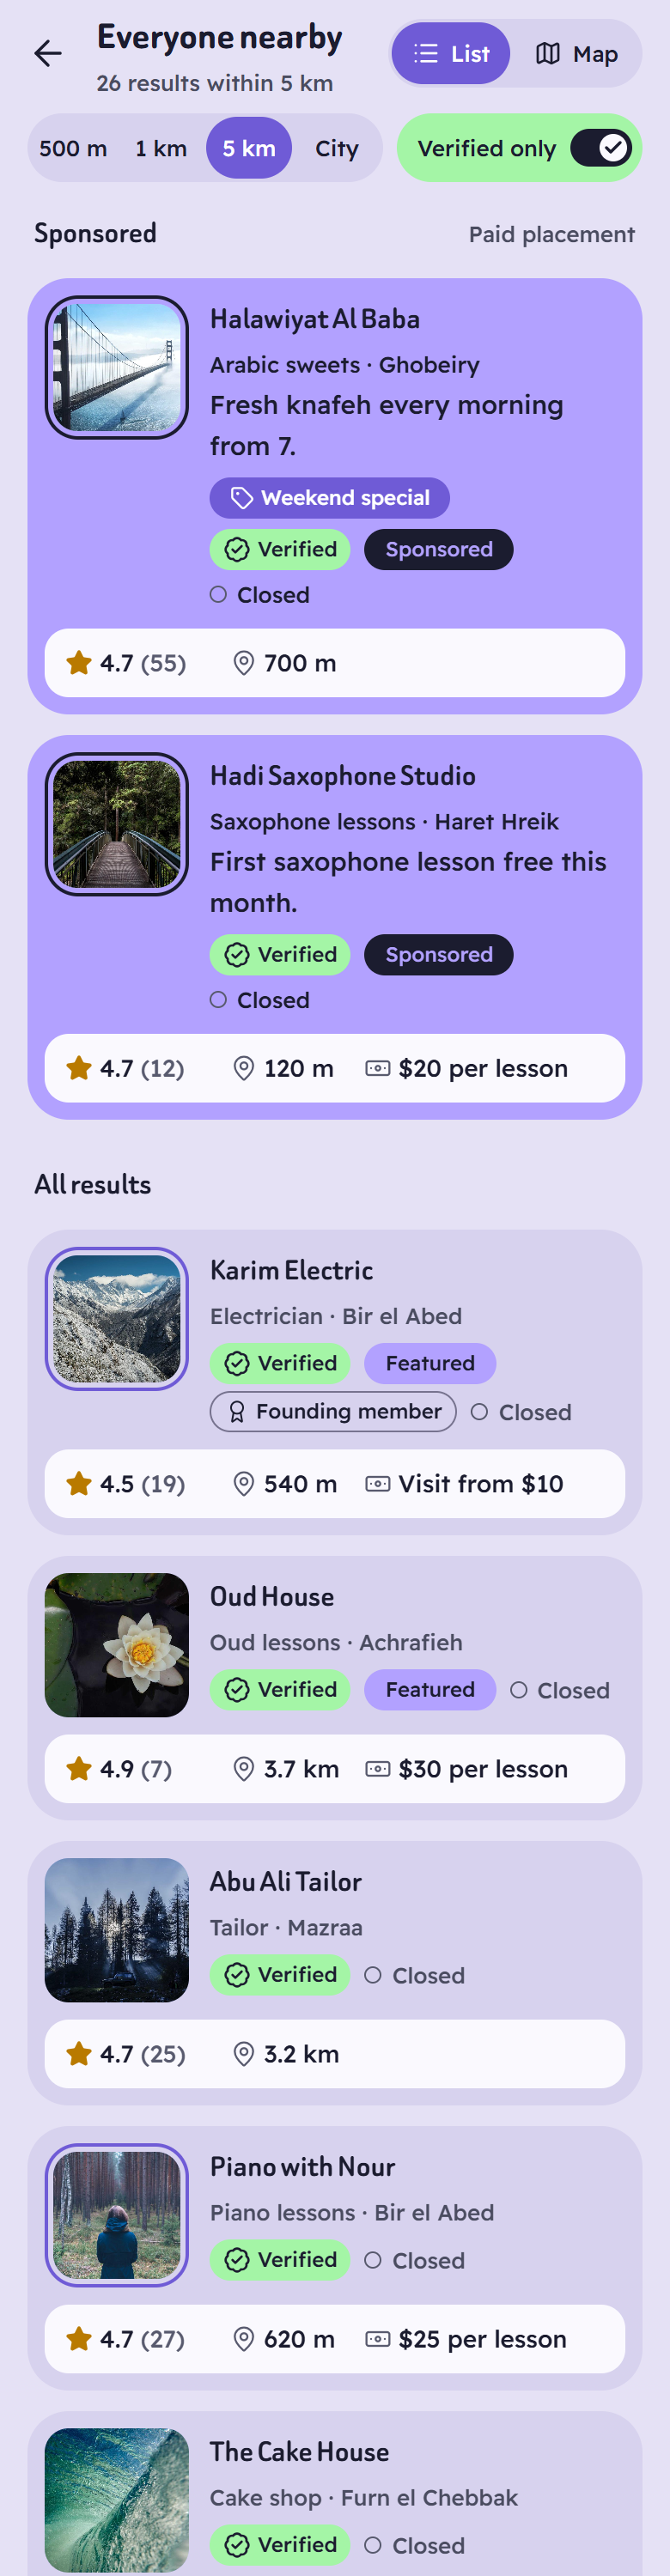 Everyone nearby
26 results within 5 km
List
Map
500 m
1 km
5 km
City
Verified only
Sponsored
Paid placement
Halawiyat Al Baba
Arabic sweets · Ghobeiry
Fresh knafeh every morning
from 7.
Weekend special
Verified
Sponsored
Closed
4.7 (55)
700 m
Hadi Saxophone Studio
Saxophone lessons · Haret Hreik
First saxophone lesson free this
month.
Verified
Sponsored
Closed
4.7 (12)
120 m
$20 per lesson
All results
Karim Electric
Electrician · Bir el Abed
Verified
Featured
Founding member
Closed
4.5 (19)
540 m
Visit from $10
Oud House
Oud lessons · Achrafieh
Verified
Featured
Closed
4.9 (7)
3.7 km
$30 per lesson
Abu Ali Tailor
Tailor · Mazraa
Verified
Closed
4.7 (25)
3.2 km
Piano with Nour
Piano lessons · Bir el Abed
Verified
Closed
4.7 (27)
620 m
$25 per lesson
The Cake House
Cake shop · Furn el Chebbak
Verified
Closed